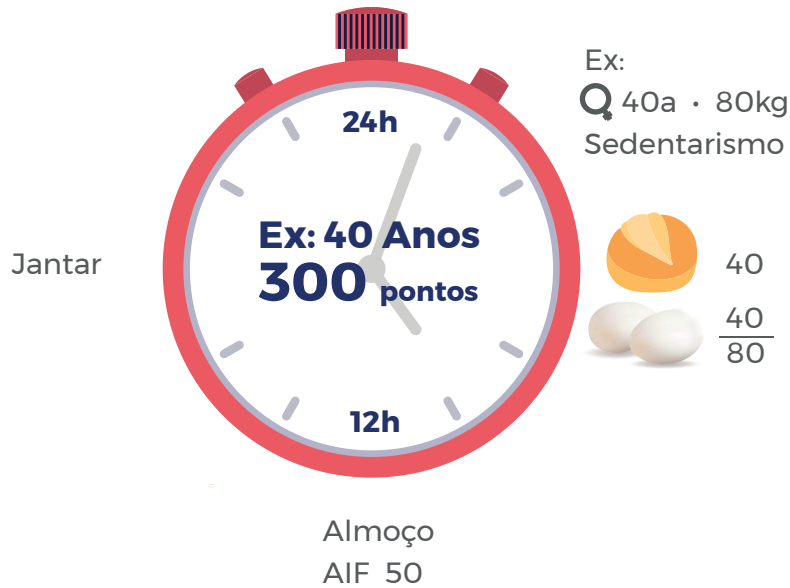 Ex:
40a · 80kg
Sedentarismo
24h
Ex: 40 Anos
300 pontos
12h
Jantar
40
40
80
Almoço
AIF 50